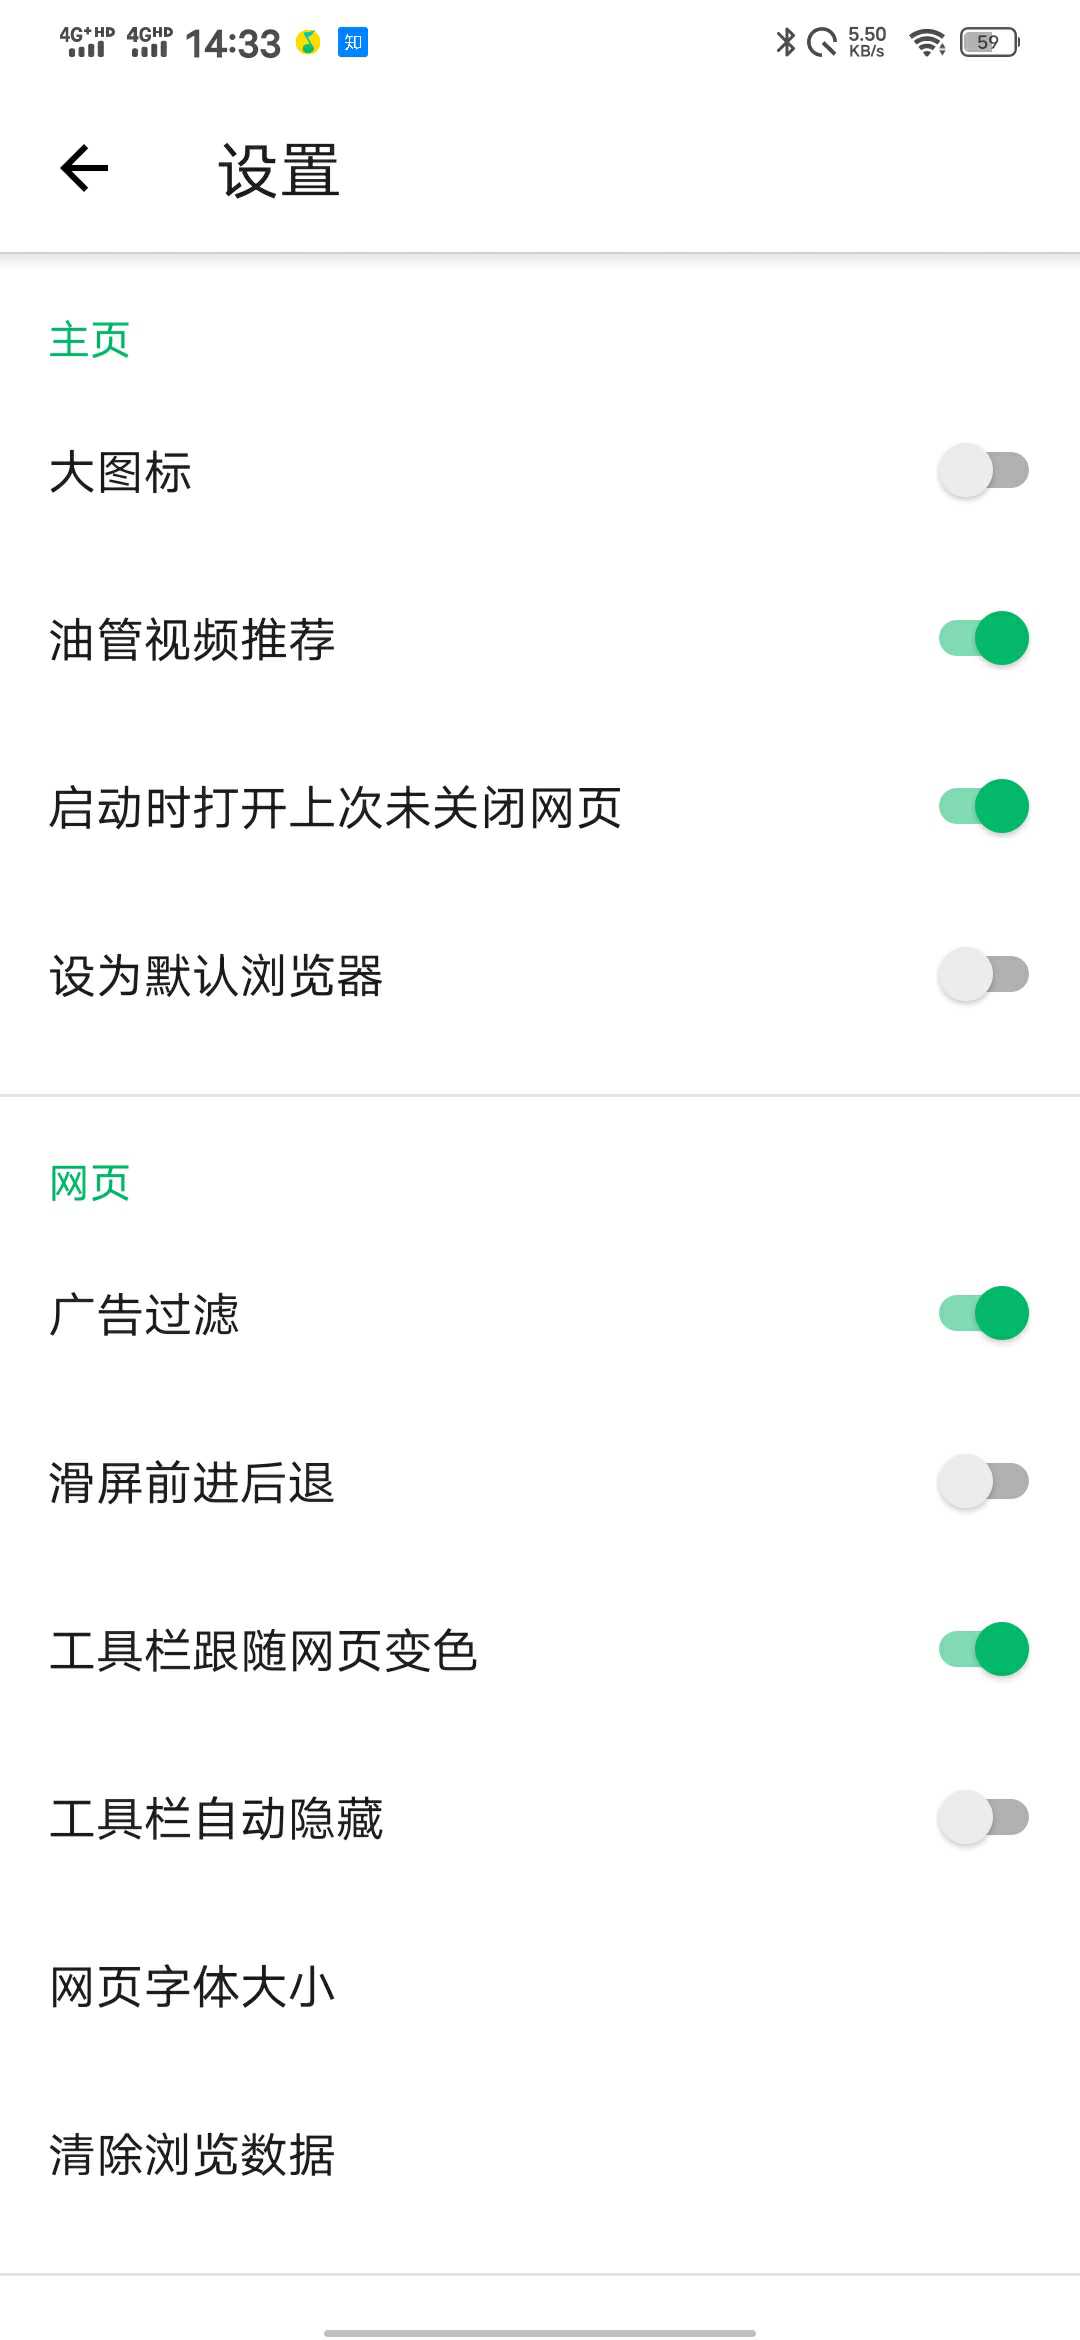 4G+ HD 4GHD 14:33 知 5.50 KB/s 59
设置
主页
大图标
油管视频推荐
启动时打开上次未关闭网页
设为默认浏览器
网页
广告过滤
滑屏前进后退
工具栏跟随网页变色
工具栏自动隐藏
网页字体大小
清除浏览数据